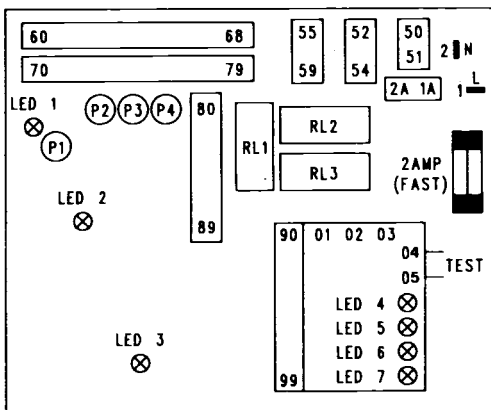 60 68 55 52 50
51 2 N
70 79 59 54
2A 1A 1 L
LED 1
P2 P3 P4 80
P1
RL1 RL2
RL3
2AMP
(FAST)
LED 2
89
90 01 02 03
04
05 TEST
LED 4
LED 5
LED 3
LED 6
LED 7
99